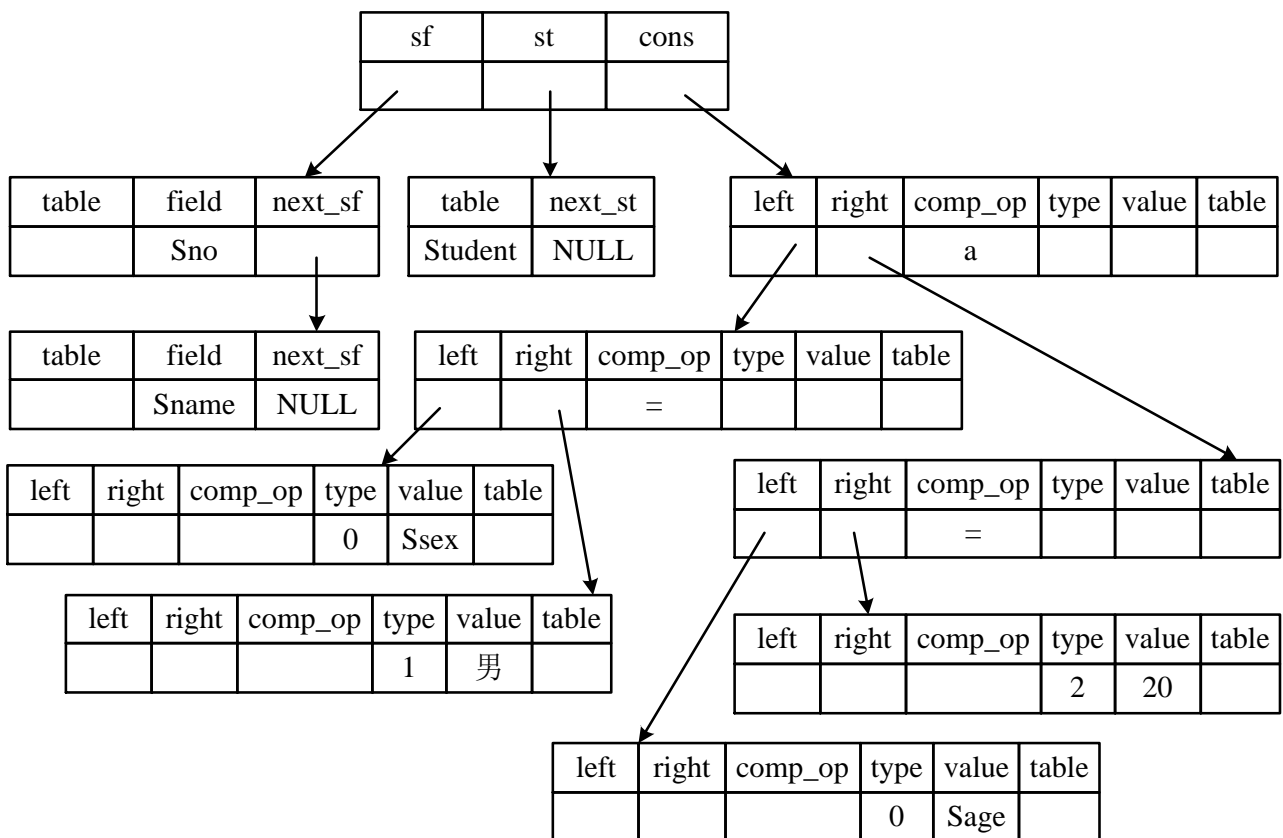 sf st cons
table field next_sf
Sno
table next_st
Student NULL
left right comp_op type value table
a
table field next_sf
Sname NULL
left right comp_op type value table
=
left right comp_op type value table
0 Ssex
left right comp_op type value table
=
left right comp_op type value table
1 男
left right comp_op type value table
2 20
left right comp_op type value table
0 Sage